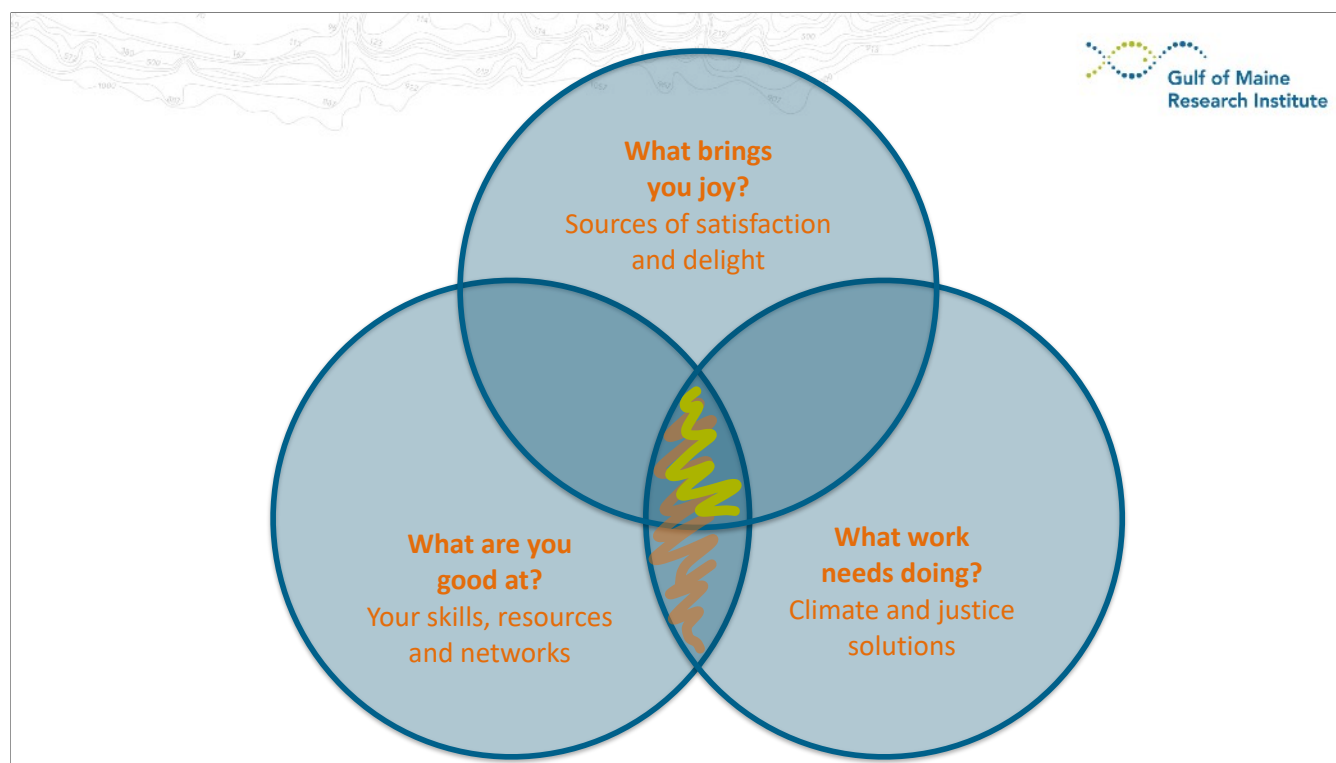 Gulf of Maine
Research Institute
What brings
you joy?
Sources of satisfaction
and delight
What are you
good at?
Your skills, resources
and networks
What work
needs doing?
Climate and justice
solutions